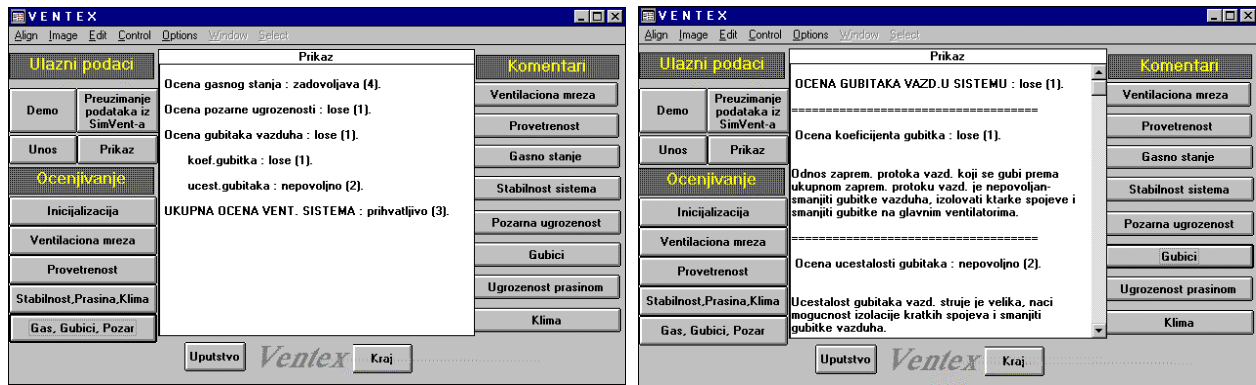 VENTEX
Align Image Edit Control Options Window Select
Ulazni podaci
Demo
Preuzimanje
podataka iz
SimVent-a
Unos
Prikaz
Ocenjivanje
Inicijalizacija
Ventilaciona mreza
Provetrenost
Stabilnost,Prasina,Klima
Gas, Gubici, Pozar
Prikaz
Ocena gasnog stanja : zadovoljava (4).
Ocena pozarne ugrozenosti : lose (1).
Ocena gubitaka vazduha : lose (1).
koef.gubitka : lose (1).
ucest.gubitaka : nepovoljno (2).
UKUPNA OCENA VENT. SISTEMA : prihvatljivo (3).
Komentari
Ventilaciona mreza
Provetrenost
Gasno stanje
Stabilnost sistema
Pozarna ugrozenost
Gubici
Ugrozenost prasinom
Klima
Uputstvo
Ventex
Kraj
VENTEX
Align Image Edit Control Options Window Select
Ulazni podaci
Demo
Preuzimanje
podataka iz
SimVent-a
Unos
Prikaz
Ocenjivanje
Inicijalizacija
Ventilaciona mreza
Provetrenost
Stabilnost,Prasina,Klima
Gas, Gubici, Pozar
Prikaz
OCENA GUBITAKA VAZD.U SISTEMU : lose (1).
====================================
Ocena koeficijenta gubitka : lose (1).
Odnos zaprem. protoka vazd. koji se gubi prema
ukupnom zaprem. protoku vazd. je nepovoljan-
smanjiti gubitke vazduha, izolovati ktarke spojeve i
smanjiti gubitke na glavnim ventilatorima.
====================================
Ocena ucestalosti gubitaka : nepovoljno (2).
Ucestalost gubitaka vazd. struje je velika, naci
mogucnost izolacije kratkih spojeva i smanjiti
gubitke vazduha.
Komentari
Ventilaciona mreza
Provetrenost
Gasno stanje
Stabilnost sistema
Pozarna ugrozenost
Gubici
Ugrozenost prasinom
Klima
Uputstvo
Ventex
Kraj